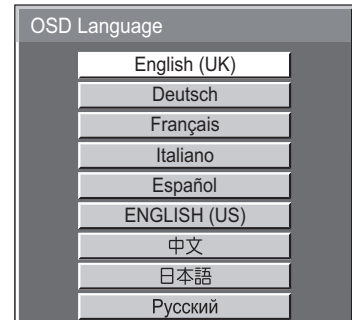 OSD Language
English (UK)
Deutsch
Français
Italiano
Español
ENGLISH (US)
中文
日本語
Русский